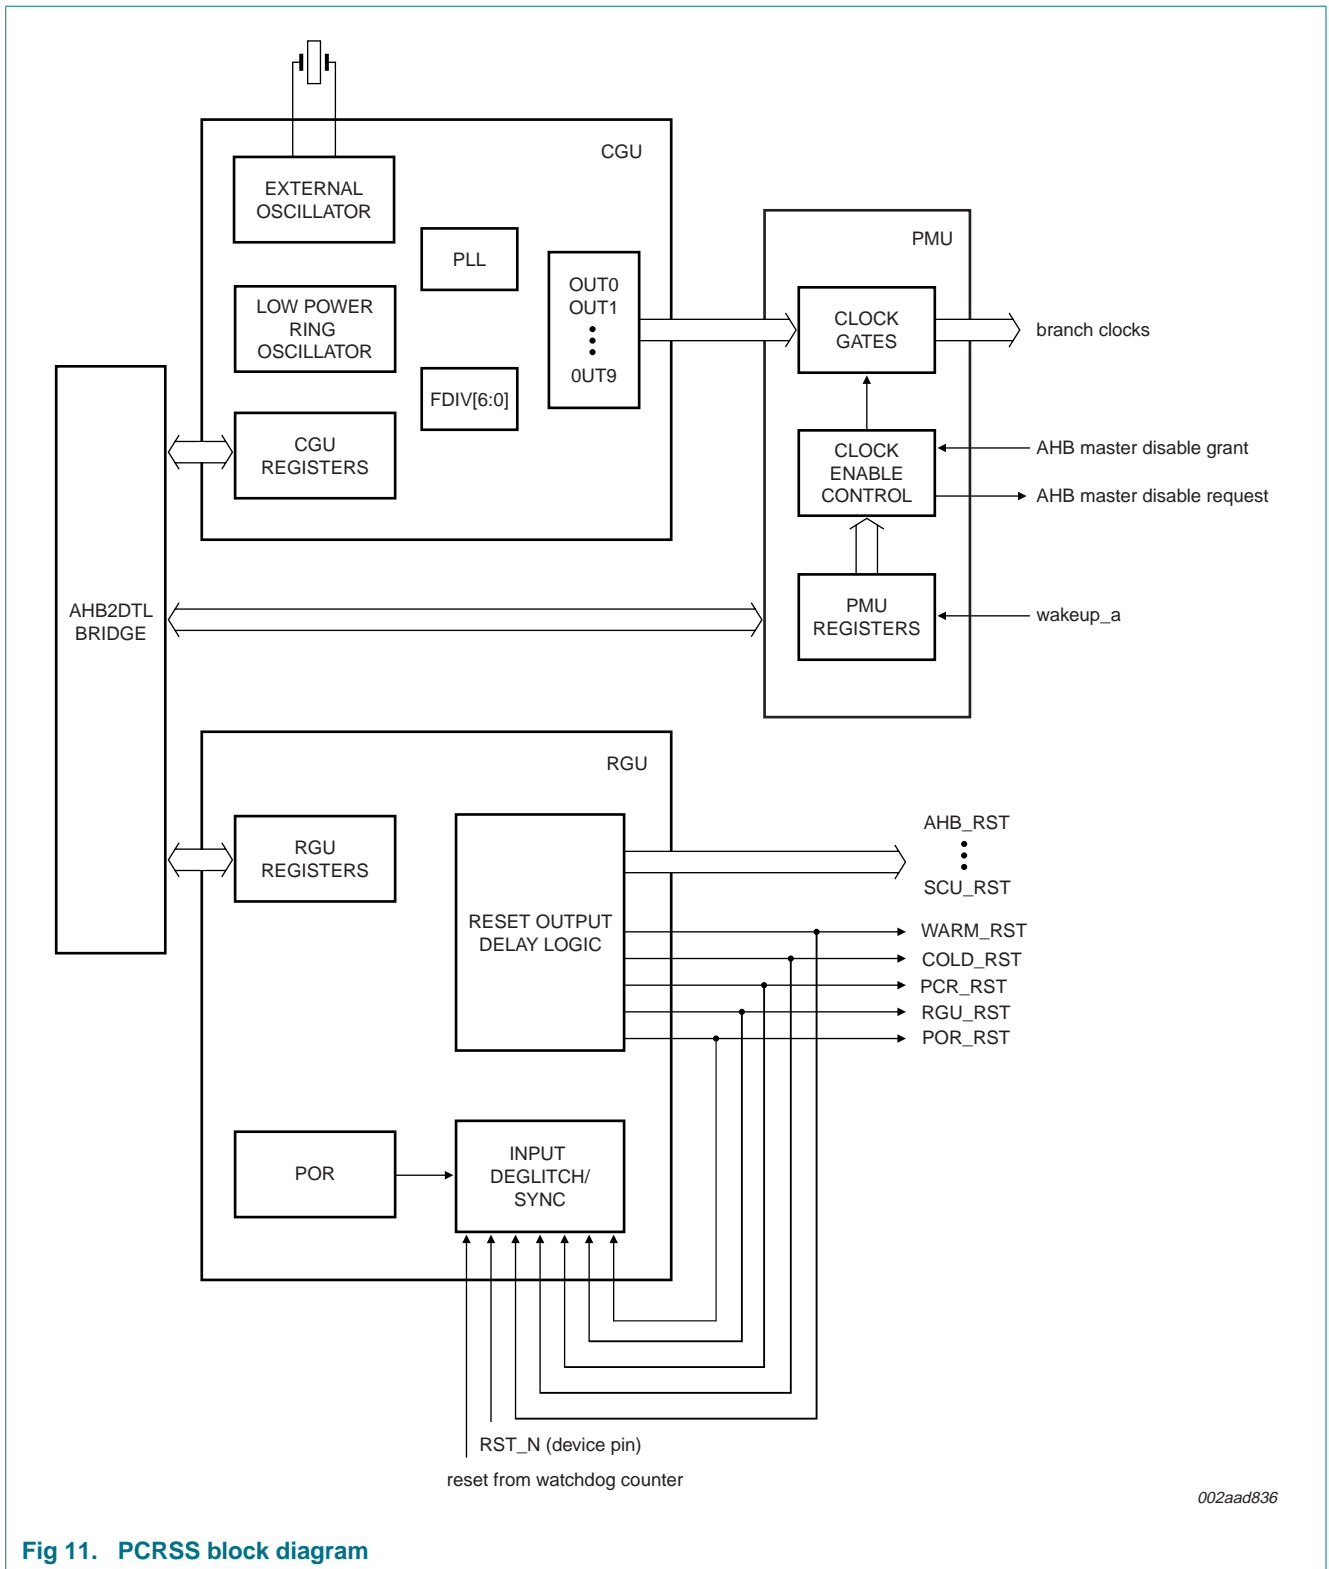 CGU
EXTERNAL
OSCILLATOR
PLL
LOW POWER
RING
OSCILLATOR
FDIV[6:0]
CGU
REGISTERS
OUT0
OUT1
0UT9
PMU
CLOCK
GATES
branch clocks
CLOCK
ENABLE
CONTROL
AHB master disable grant
AHB master disable request
PMU
REGISTERS
wakeup_a
AHB2DTL
BRIDGE
RGU
RGU
REGISTERS
RESET OUTPUT
DELAY LOGIC
AHB_RST
SCU_RST
WARM_RST
COLD_RST
PCR_RST
RGU_RST
POR_RST
POR
INPUT
DEGLITCH/
SYNC
RST_N (device pin)
reset from watchdog counter
002aad836
Fig 11. PCRSS block diagram